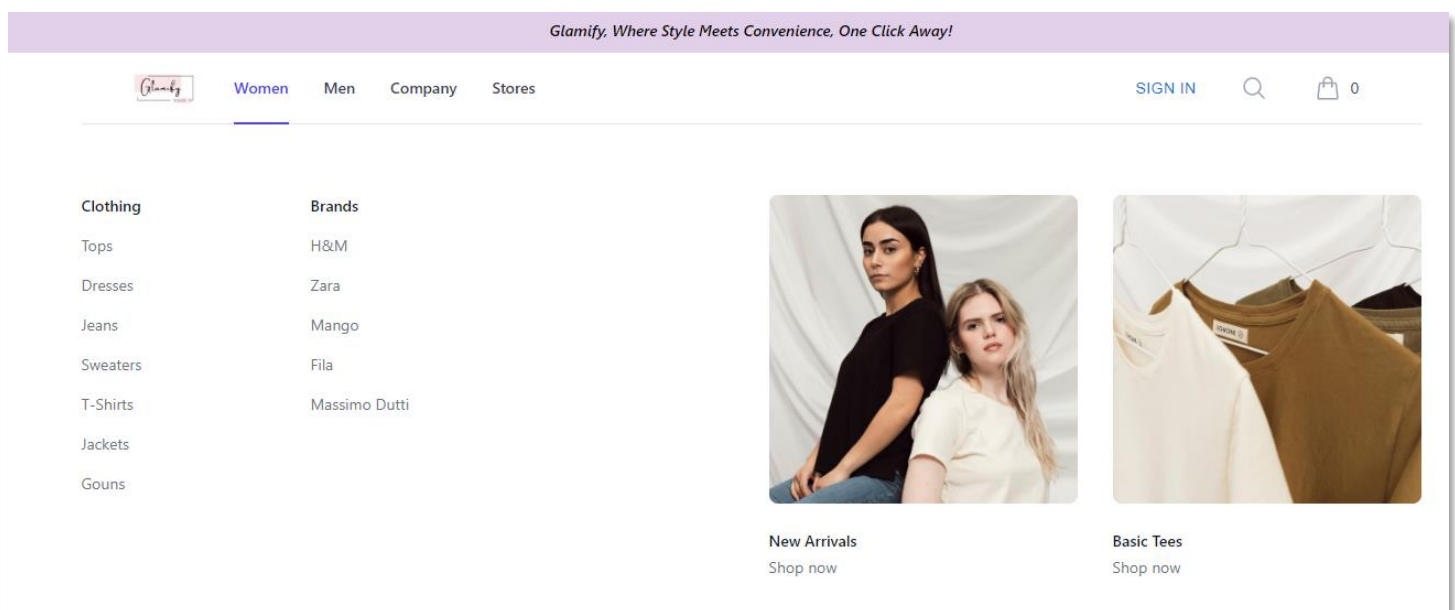 Glamify, Where Style Meets Convenience, One Click Away!
Glamify
Women Men Company Stores SIGN IN 0
Clothing
Tops
Dresses
Jeans
Sweaters
T-Shirts
Jackets
Gouns
Brands
H&M
Zara
Mango
Fila
Massimo Dutti
New Arrivals
Shop now
Basic Tees
Shop now